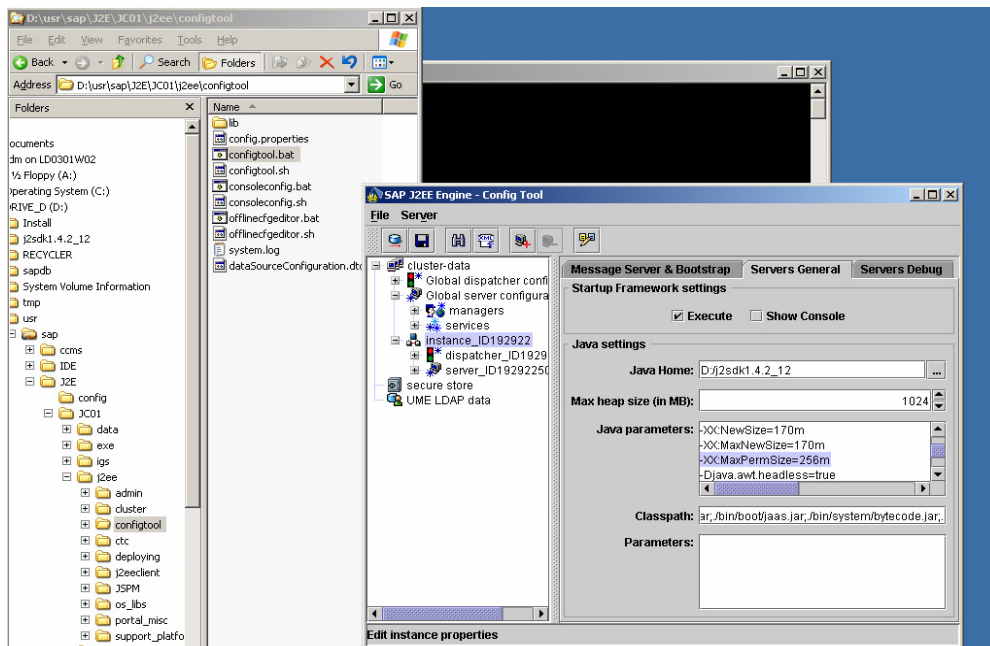 D:\usr\sap\J2E\JC01\j2ee\configtool
File Edit View Favorites Tools Help
Back Search Folders
Address D:\usr\sap\J2E\JC01\j2ee\configtool Go
Folders x
ocuments
dm on LD0301W02
½ Floppy (A:)
perating System (C:)
RIVE_D (D:)
Install
j2sdk1.4.2_12
RECYCLER
sapdb
System Volume Information
tmp
usr
sap
ccms
IDE
J2E
config
JC01
data
exe
igs
j2ee
admin
cluster
configtool
ctc
deploying
j2eeclient
JSPM
os_libs
portal_misc
support_platfo
Name
lib
config.properties
configtool.bat
configtool.sh
consoleconfig.bat
consoleconfig.sh
offlinecfgeditor.bat
offlinecfgeditor.sh
system.log
dataSourceConfiguration.dt
SAP J2EE Engine - Config Tool
File Server
cluster-data
Global dispatcher confi
Global server configura
managers
services
instance_ID192922
dispatcher_ID1929
server_ID19292250
secure store
UME LDAP data
Message Server & Bootstrap Servers General Servers Debug
Startup Framework settings
Execute Show Console
Java settings
Java Home: D:/j2sdk1.4.2_12 ...
Max heap size (in MB): 1024
Java parameters: -XX:NewSize=170m
-XX:MaxNewSize=170m
-XX:MaxPermSize=256m
-Djava.awt.headless=true
Classpath: ar;./bin/boot/jaas.jar;./bin/system/bytecode.jar;.
Parameters:
Edit instance properties